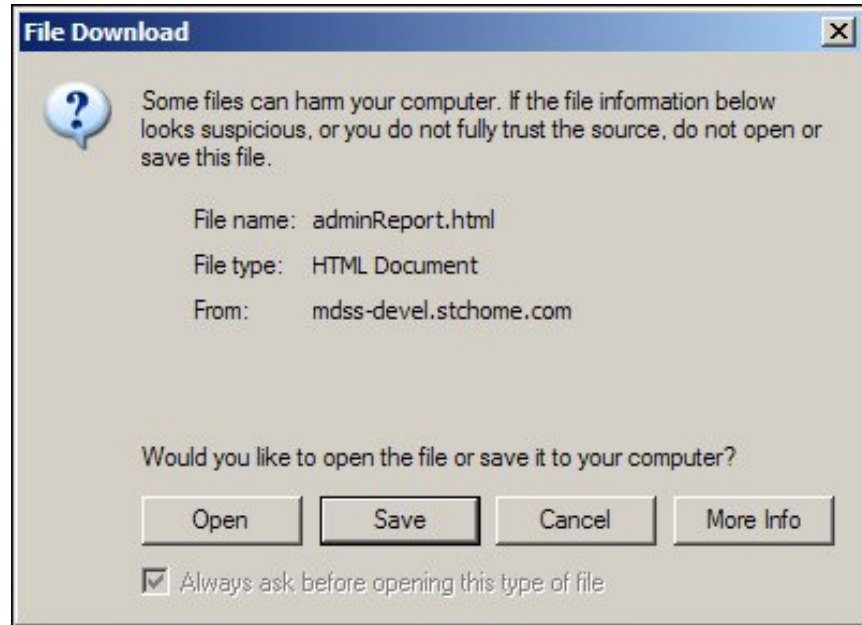 File Download
Some files can harm your computer. If the file information below
looks suspicious, or you do not fully trust the source, do not open or
save this file.
File name: adminReport.html
File type: HTML Document
From: mdss-devel.stchome.com
Would you like to open the file or save it to your computer?
Open Save Cancel More Info
Always ask before opening this type of file